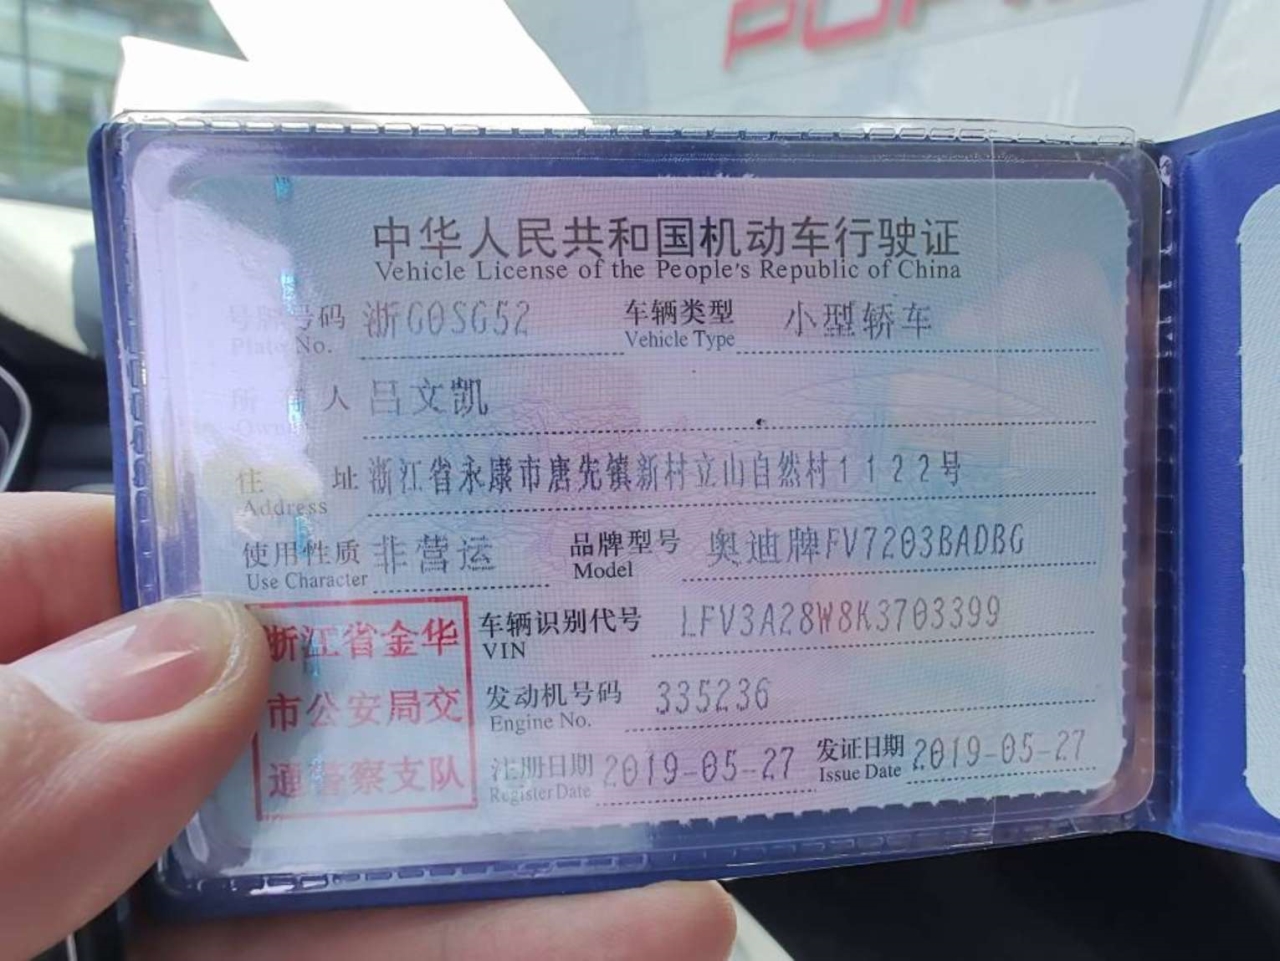 中华人民共和国机动车行驶证
Vehicle License of the People's Republic of China
号牌号码 浙G0SG52 车辆类型 小型轿车
Plate No. Vehicle Type
所有人 吕文凯
Owner
住址 浙江省永康市唐先镇新村立山自然村1122号
Address
使用性质 非营运 品牌型号 奥迪牌FV7203BADBG
Use Character Model
浙江省金华
市公安局交
通警察支队
车辆识别代号 LFV3A28W8K3703399
VIN
发动机号码 335236
Engine No.
注册日期 2019-05-27 发证日期 2019-05-27
Register Date Issue Date